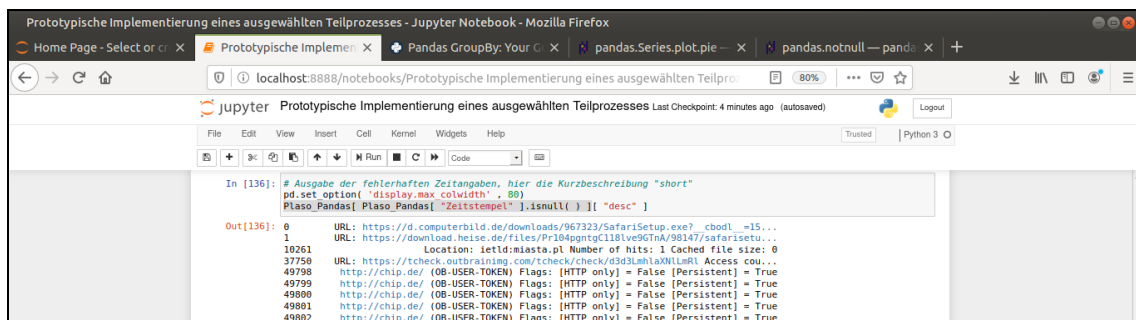 Prototypische Implementierung eines ausgewählten Teilprozesses - Jupyter Notebook - Mozilla Firefox
Home Page - Select or cr
Prototypische Implemen
Pandas GroupBy: Your G
pandas.Series.plot.pie —
pandas.notnull — panda
localhost:8888/notebooks/Prototypische Implementierung eines ausgewählten Teilproz
80%
jupyter Prototypische Implementierung eines ausgewählten Teilprozesses Last Checkpoint: 4 minutes ago (autosaved)
Logout
File Edit View Insert Cell Kernel Widgets Help
Trusted
Python 3
Run
Code
In [136]: # Ausgabe der fehlerhaften Zeitangaben, hier die Kurzbeschreibung "short"
pd.set_option( 'display.max_colwidth' , 80)
Plaso_Pandas[ Plaso_Pandas[ "Zeitstempel" ].isnull( ) ][ "desc" ]
Out[136]: 0 URL: https://d.computerbild.de/downloads/967323/SafariSetup.exe?__cbodl__=15...
1 URL: https://download.heise.de/files/Pr104pgntgC118lve9GTnA/98147/safarisetu...
10261 Location: ietld:miasta.pl Number of hits: 1 Cached file size: 0
37750 URL: https://tcheck.outbrainimg.com/tcheck/check/d3d3LmhlaXNlLmRl Access cou...
49798 http://chip.de/ (OB-USER-TOKEN) Flags: [HTTP only] = False [Persistent] = True
49799 http://chip.de/ (OB-USER-TOKEN) Flags: [HTTP only] = False [Persistent] = True
49800 http://chip.de/ (OB-USER-TOKEN) Flags: [HTTP only] = False [Persistent] = True
49801 http://chip.de/ (OB-USER-TOKEN) Flags: [HTTP only] = False [Persistent] = True
49802 http://chip.de/ (OB-USER-TOKEN) Flags: [HTTP only] = False [Persistent] = True